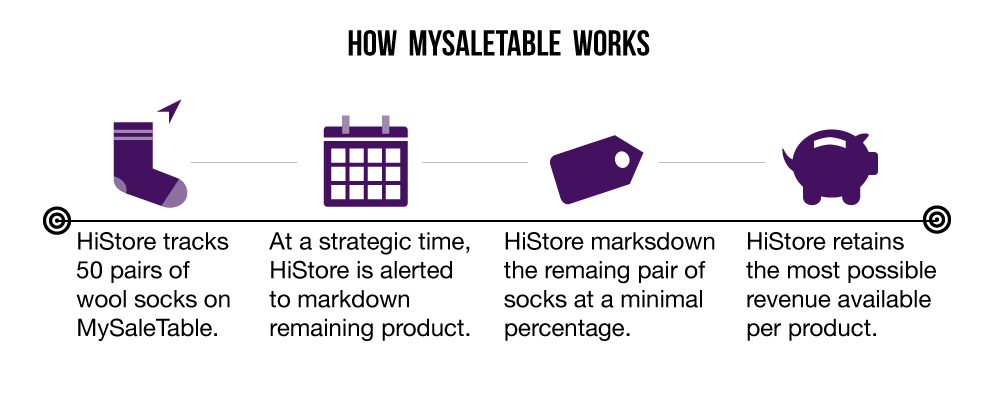 HOW MYSALETABLE WORKS
HiStore tracks
50 pairs of
wool socks on
MySaleTable.
At a strategic time,
HiStore is alerted
to markdown
remaining product.
HiStore marksdown
the remaing pair of
socks at a minimal
percentage.
HiStore retains
the most possible
revenue available
per product.